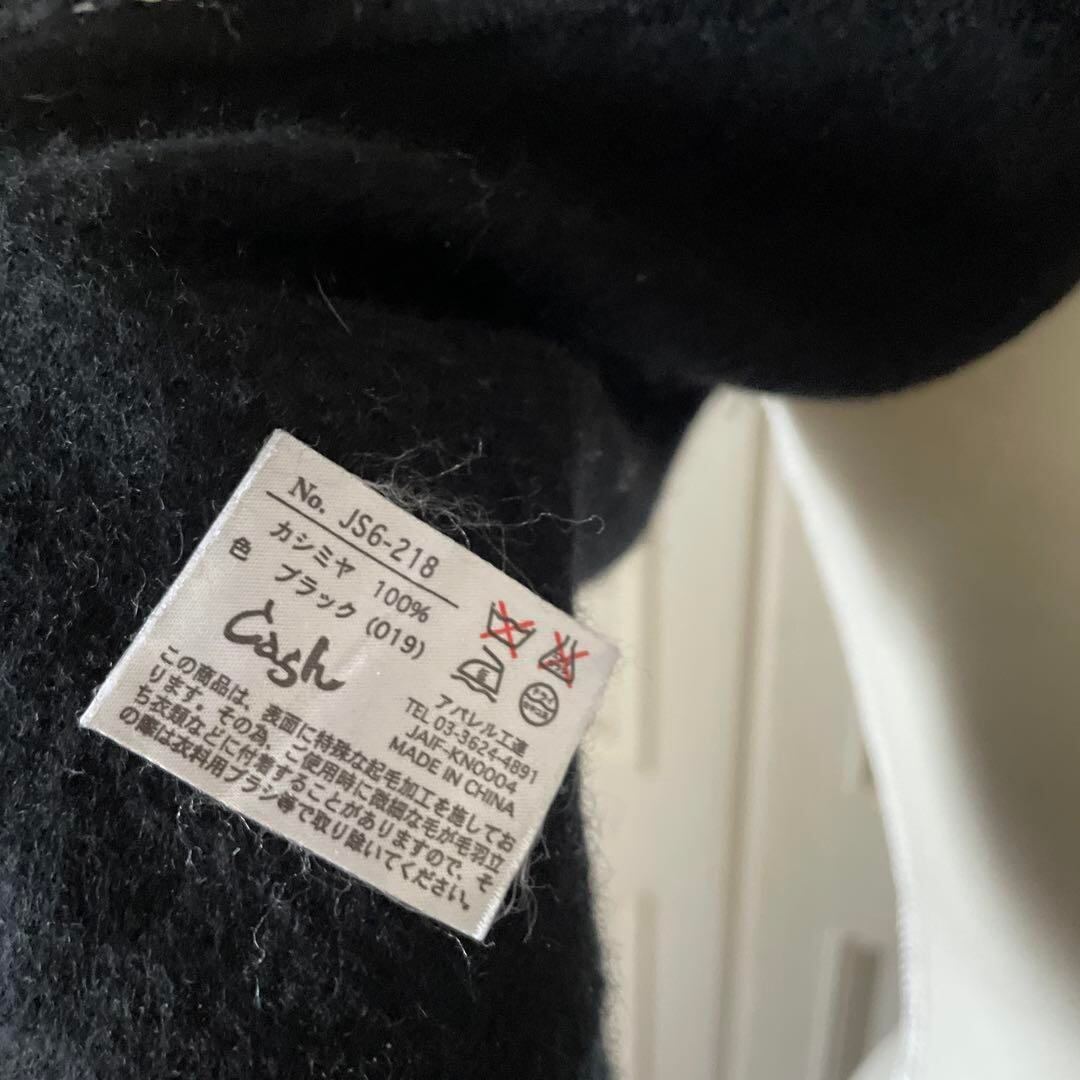 No. JS6-218
カシミヤ 100%
色 ブラック (019)
Cash
アパレル工連
TEL 03-3624-4891
JAIF-KN0004
MADE IN CHINA
この商品は、表面に特殊な起毛加工を施してお
ります。その為、ご使用時に微細な毛が毛羽立
ち衣類などに付着することがありますので、そ
の際は衣料用ブラシ等で取り除いてください。